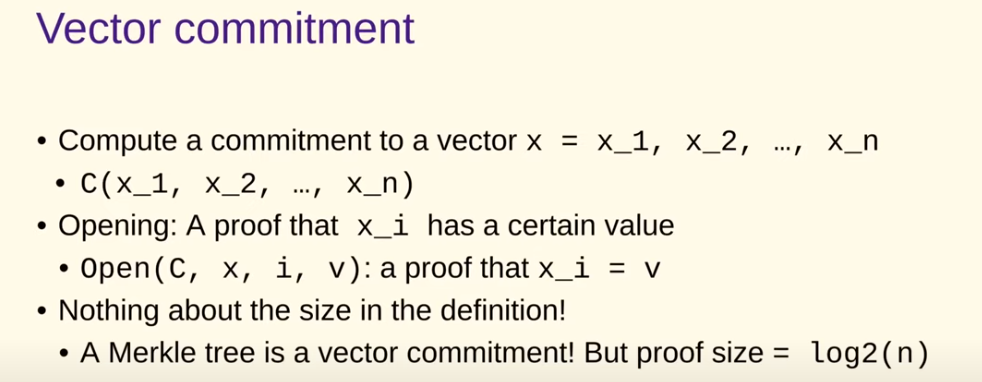 Vector commitment
• Compute a commitment to a vector x = x_1, x_2, …, x_n
• C(x_1, x_2, …, x_n)
• Opening: A proof that x_i has a certain value
• Open(C, x, i, v): a proof that x_i = v
• Nothing about the size in the definition!
• A Merkle tree is a vector commitment! But proof size = log2(n)